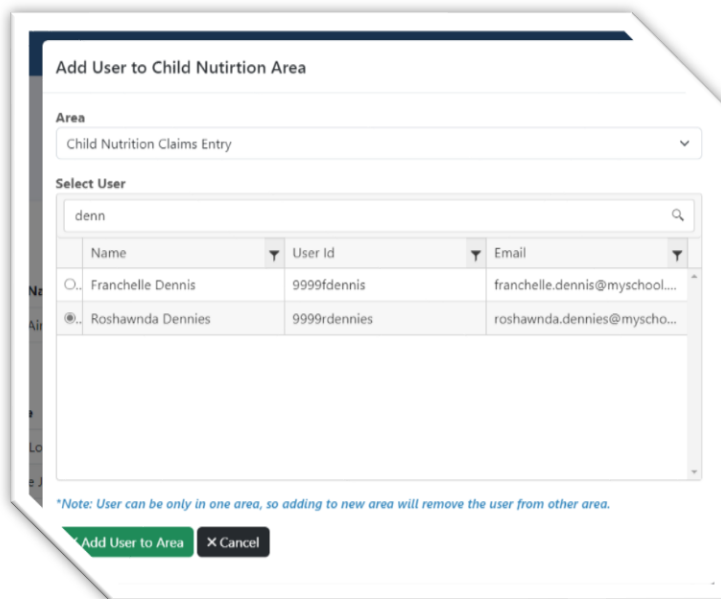 Add User to Child Nutirtion Area
Area
Child Nutrition Claims Entry
Select User
denn
Name User Id Email
Franchelle Dennis 9999fdennis franchelle.dennis@myschool....
Roshawnda Dennies 9999rdennies roshawnda.dennies@myscho...
*Note: User can be only in one area, so adding to new area will remove the user from other area.
Add User to Area × Cancel